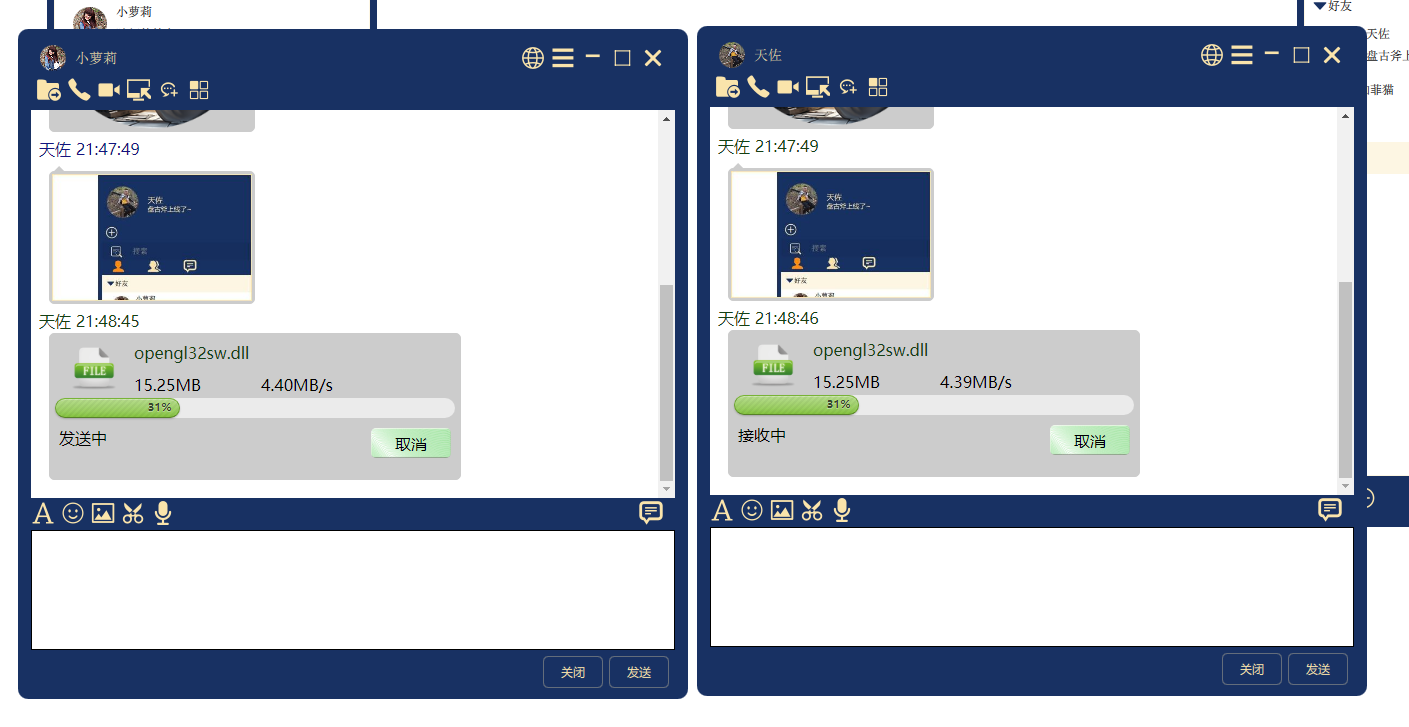 小萝莉
好友
天佐
盘古斧上
菲猫
小萝莉
天佐 21:47:49
天佐
盘古斧上线了~
搜索
好友
小萝莉
天佐 21:48:45
opengl32sw.dll
FILE
15.25MB 4.40MB/s
31%
发送中 取消
关闭 发送
天佐
天佐 21:47:49
天佐
盘古斧上线了~
搜索
好友
小萝莉
天佐 21:48:46
opengl32sw.dll
FILE
15.25MB 4.39MB/s
31%
接收中 取消
关闭 发送